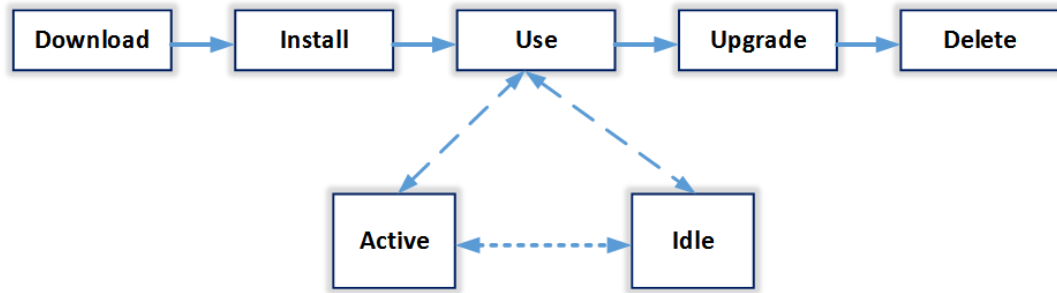 Download
Install
Use
Upgrade
Delete
Active
Idle